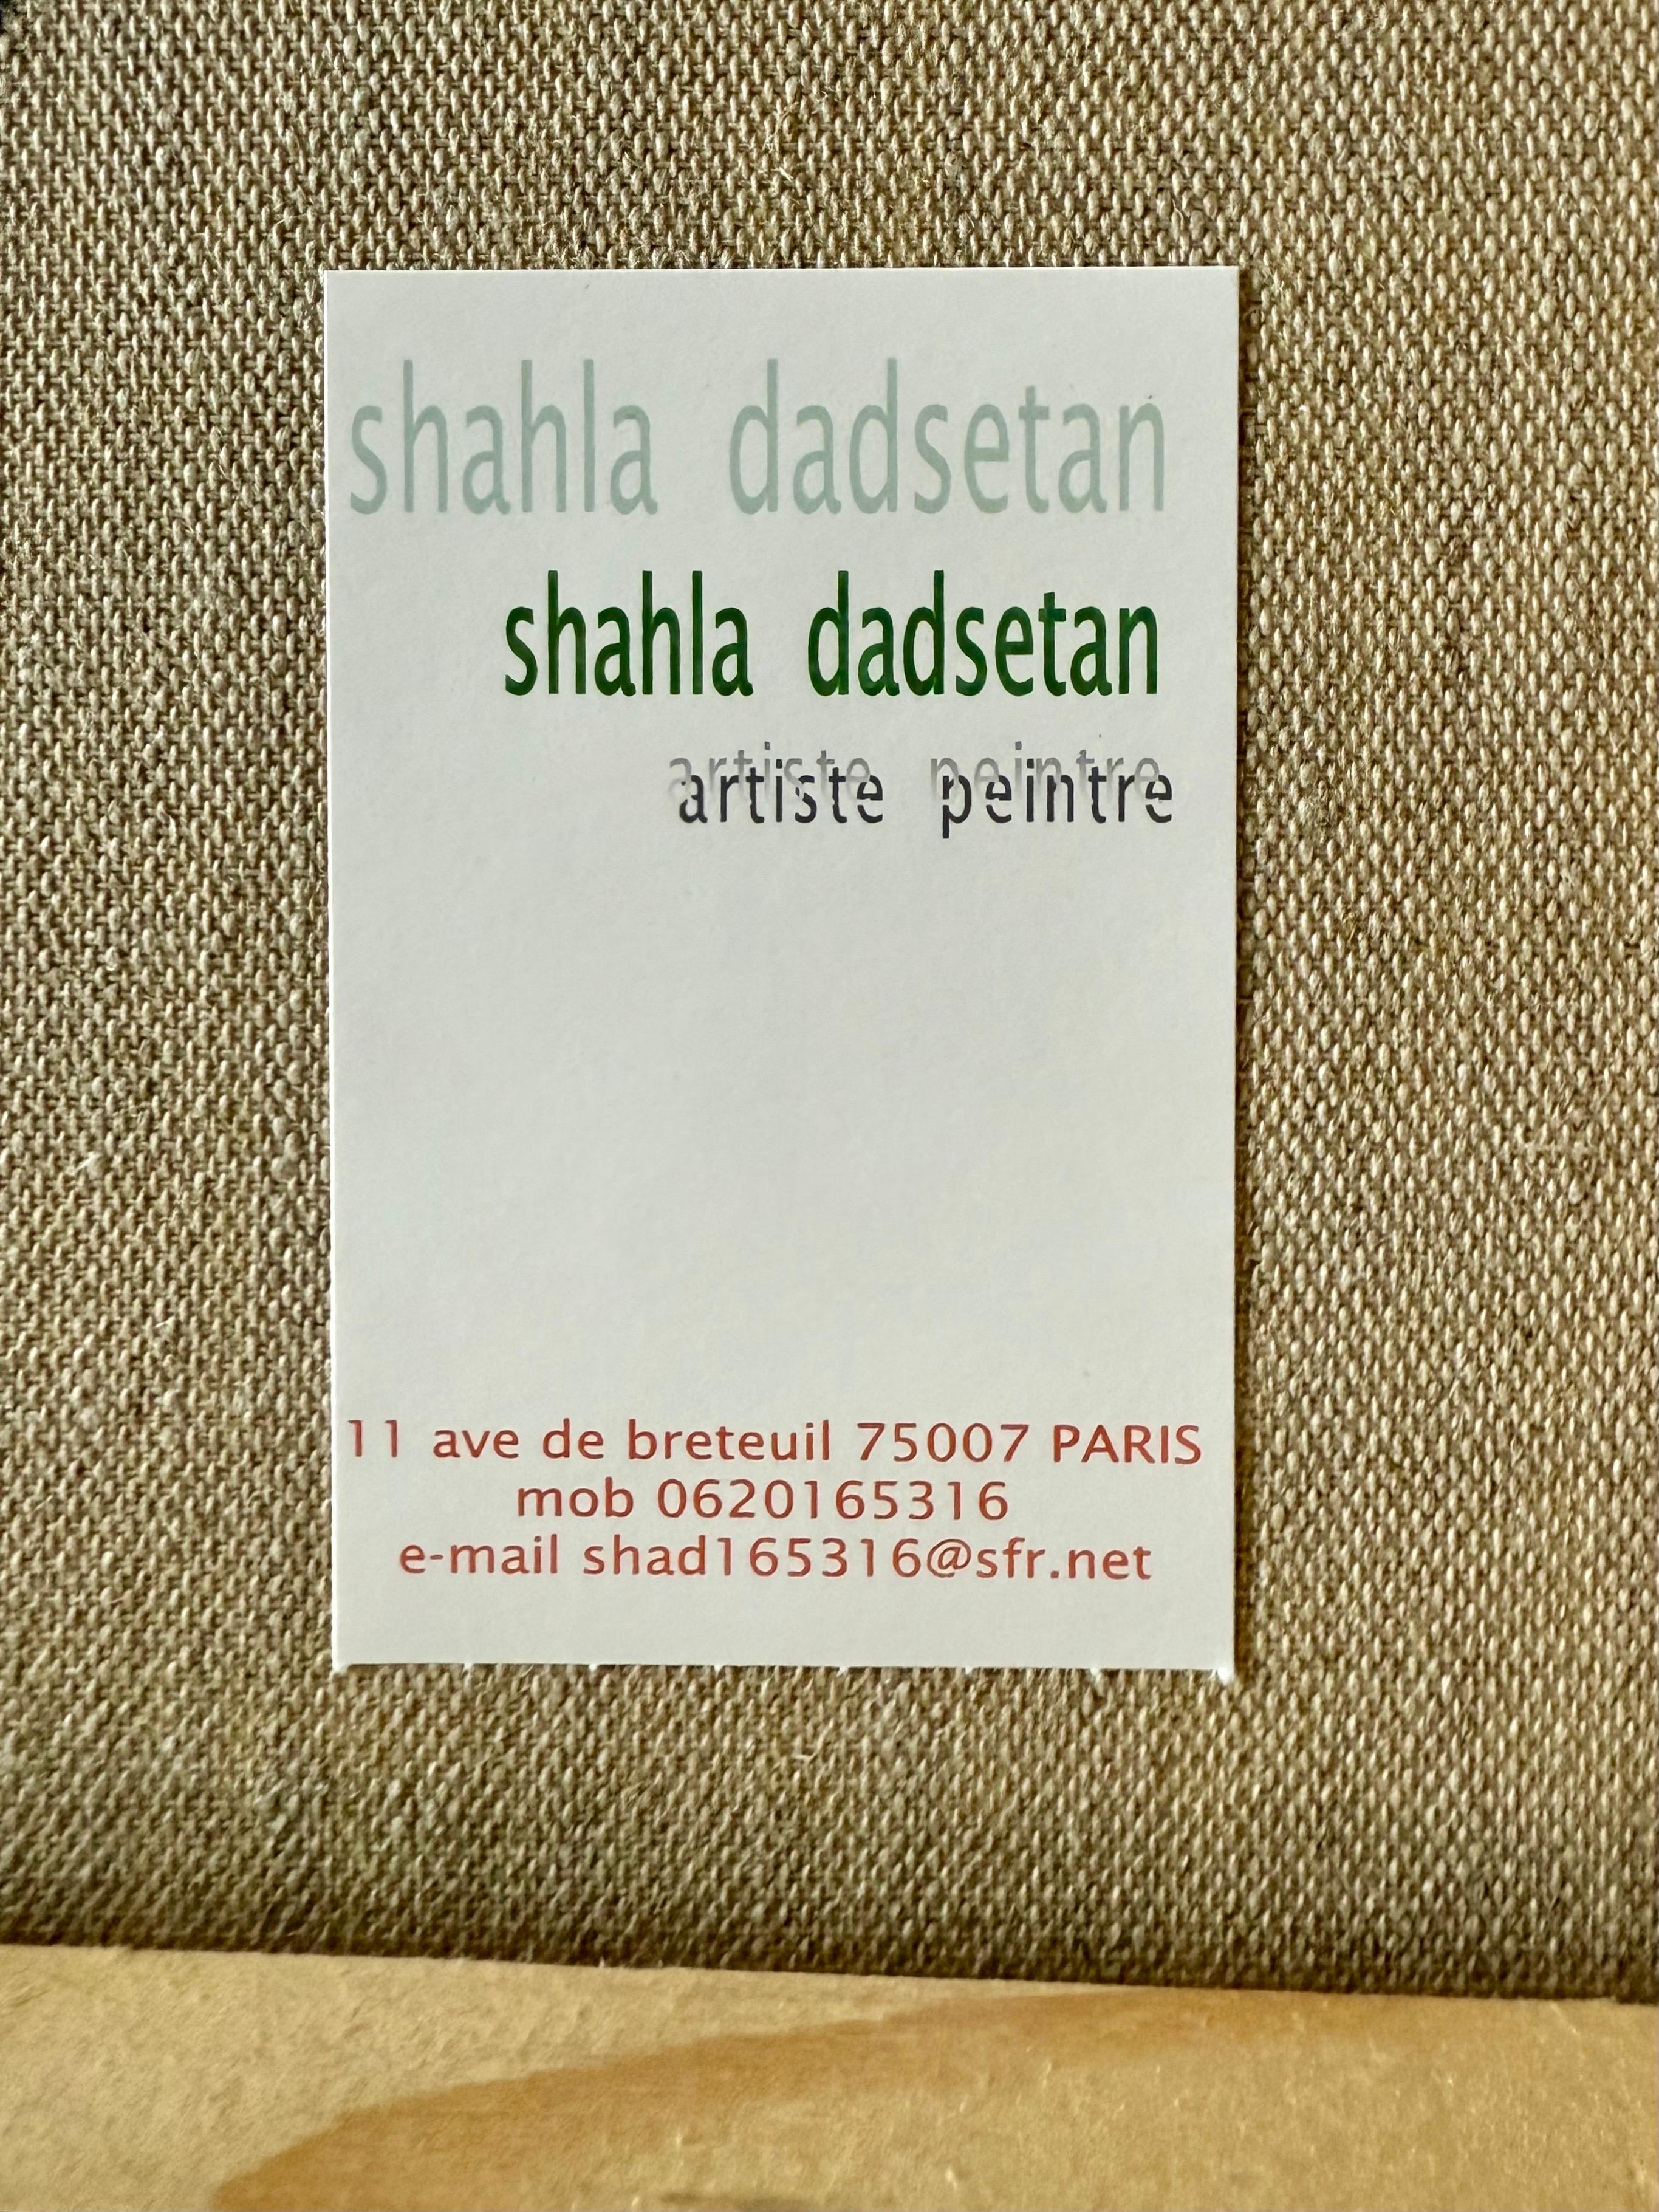 shahla dadsetan
shahla dadsetan
artiste peintre
artiste peintre
11 ave de breteuil 75007 PARIS
mob 0620165316
e-mail shad165316@sfr.net